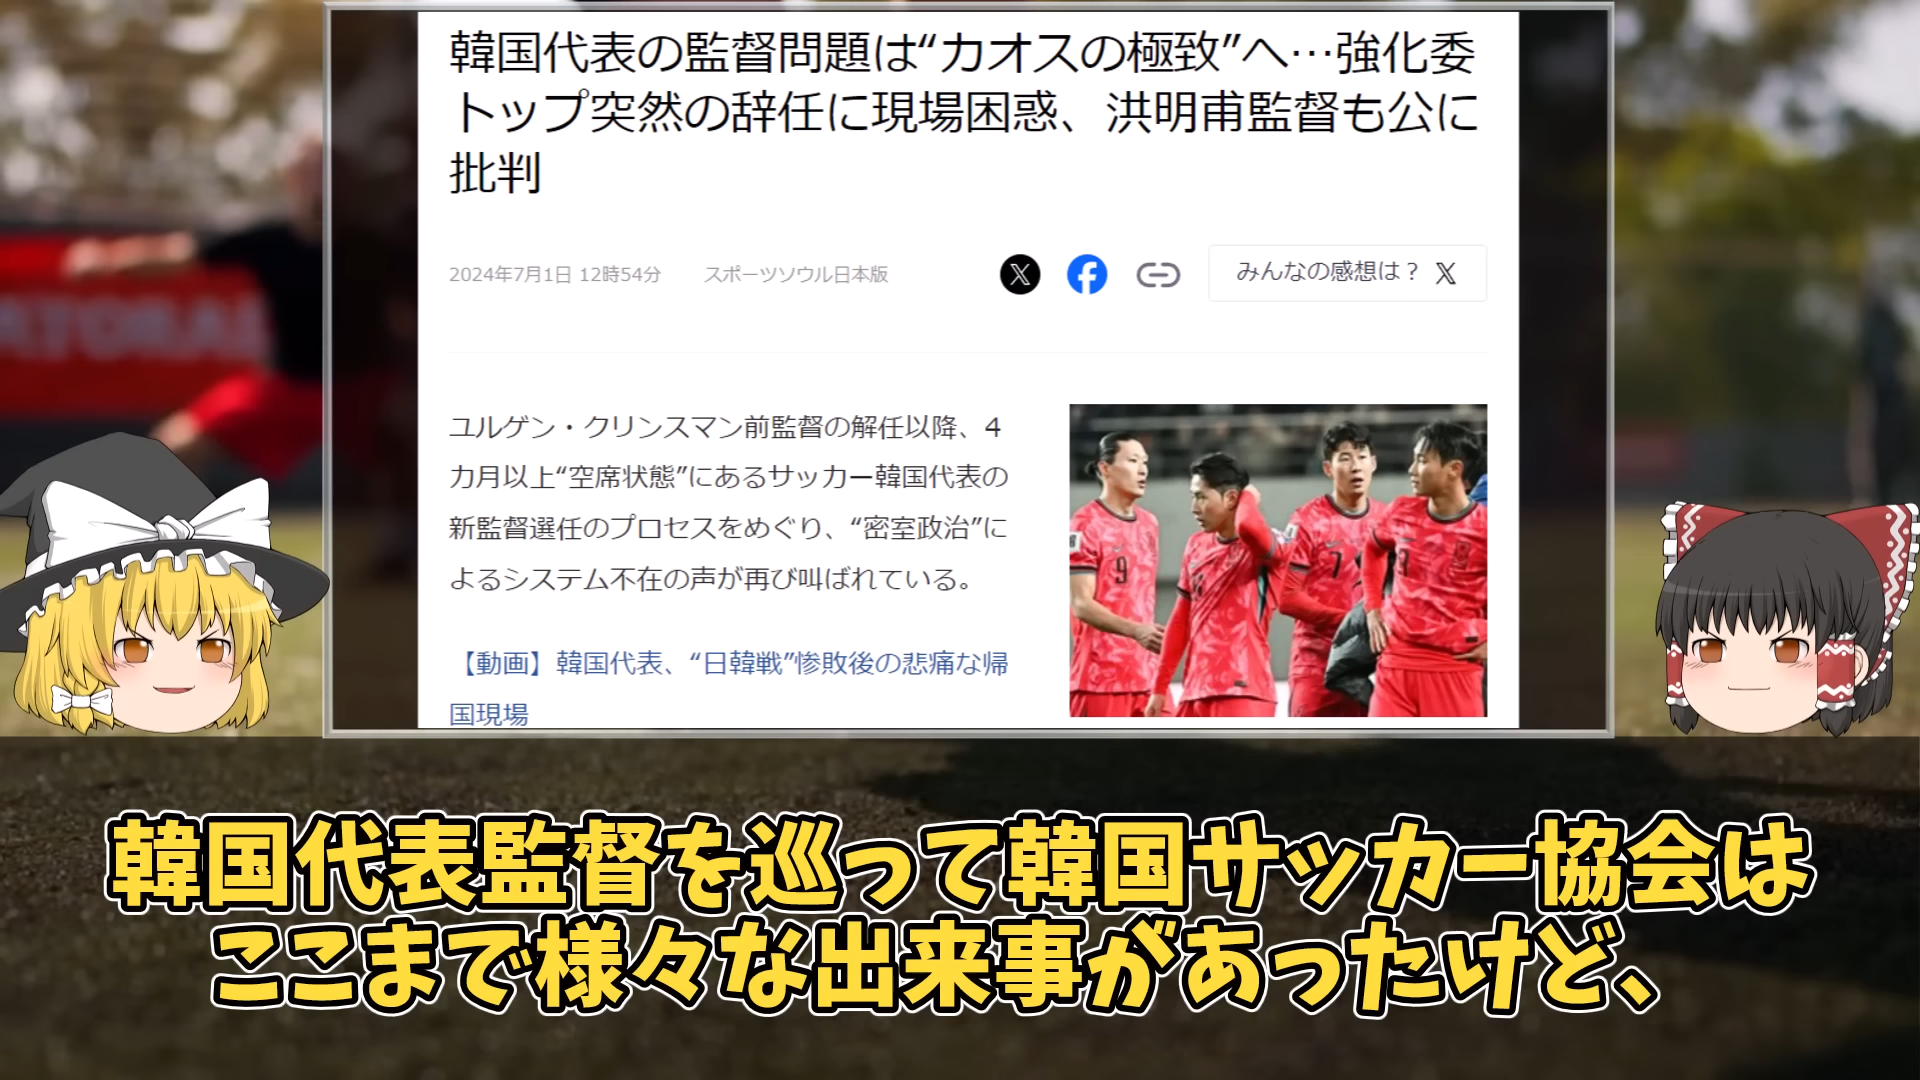 韓国代表の監督問題は“カオスの極致”へ…強化委
トップ突然の辞任に現場困惑、洪明甫監督も公に
批判
2024年7月1日 12時54分 スポーツソウル日本版
みんなの感想は？
ユルゲン・クリンスマン前監督の解任以降、4
カ月以上“空席状態”にあるサッカー韓国代表の
新監督選任のプロセスをめぐり、“密室政治”に
よるシステム不在の声が再び叫ばれている。
【動画】韓国代表、“日韓戦”惨敗後の悲痛な帰
国現場
9
7
韓国代表監督を巡って韓国サッカー協会は
ここまで様々な出来事があったけど、